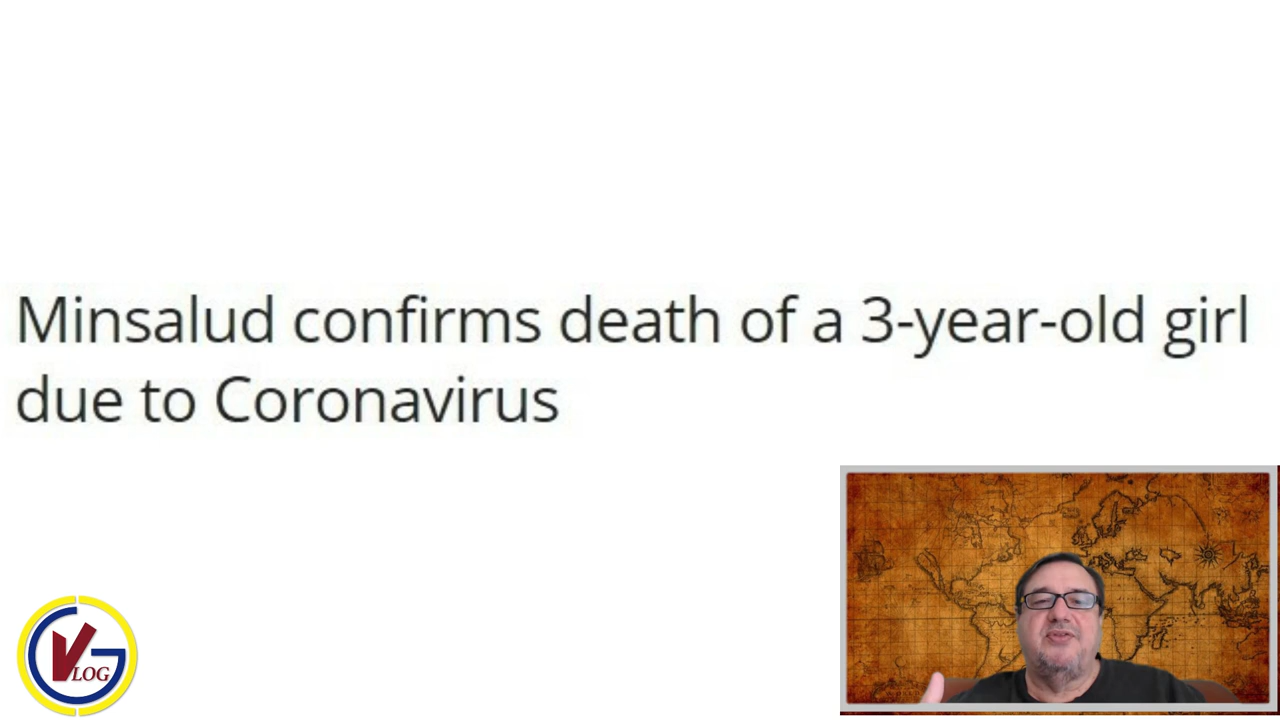 Minsalud confirms death of a 3-year-old girl
due to Coronavirus
VLOG